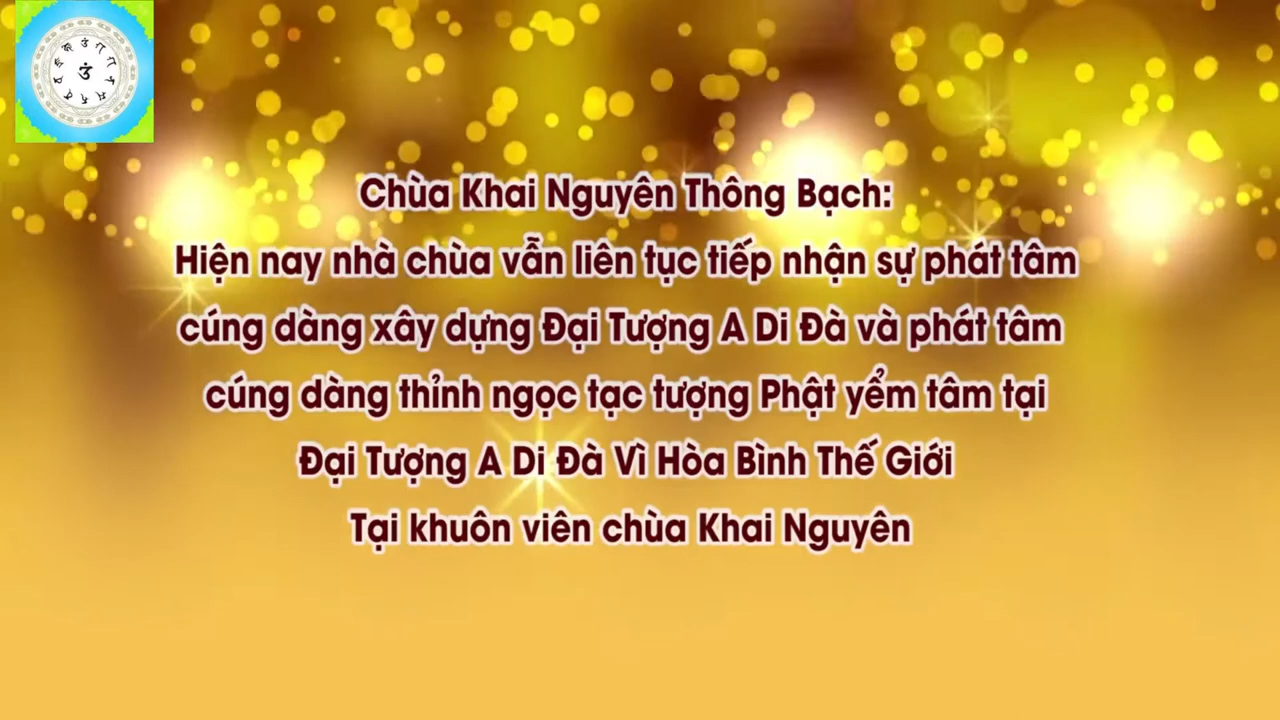 Chùa Khai Nguyên Thông Bạch:
Hiện nay nhà chùa vẫn liên tục tiếp nhận sự phát tâm
cúng dàng xây dựng Đại Tượng A Di Đà và phát tâm
cúng dàng thỉnh ngọc tạc tượng Phật yểm tâm tại
Đại Tượng A Di Đà Vì Hòa Bình Thế Giới
Tại khuôn viên chùa Khai Nguyên